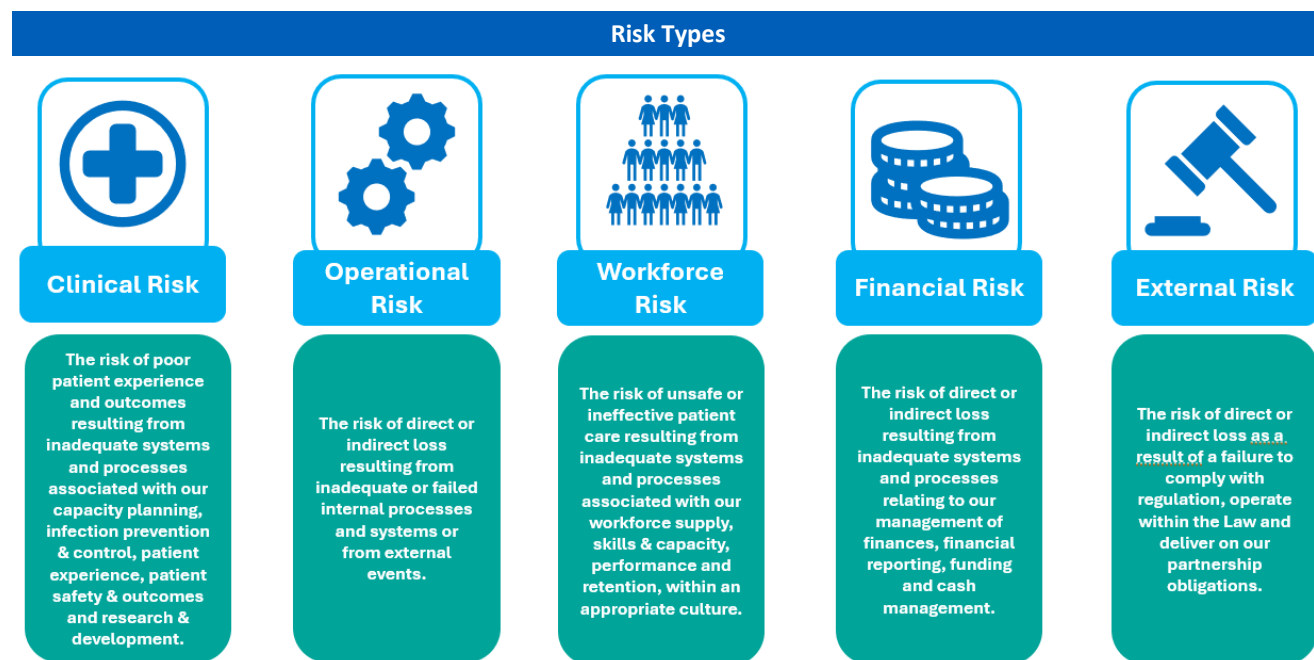 Risk Types
Clinical Risk
The risk of poor
patient experience
and outcomes
resulting from
inadequate systems
and processes
associated with our
capacity planning,
infection prevention
& control, patient
experience, patient
safety & outcomes
and research &
development.
Operational
Risk
The risk of direct or
indirect loss
resulting from
inadequate or failed
internal processes
and systems or
from external
events.
Workforce
Risk
The risk of unsafe or
ineffective patient
care resulting from
inadequate systems
and processes
associated with our
workforce supply,
skills & capacity,
performance and
retention, within an
appropriate culture.
Financial Risk
The risk of direct or
indirect loss
resulting from
inadequate systems
and processes
relating to our
management of
finances, financial
reporting, funding
and cash
management.
External Risk
The risk of direct or
indirect loss as a
result of a failure to
comply with
regulation, operate
within the Law and
deliver on our
partnership
obligations.